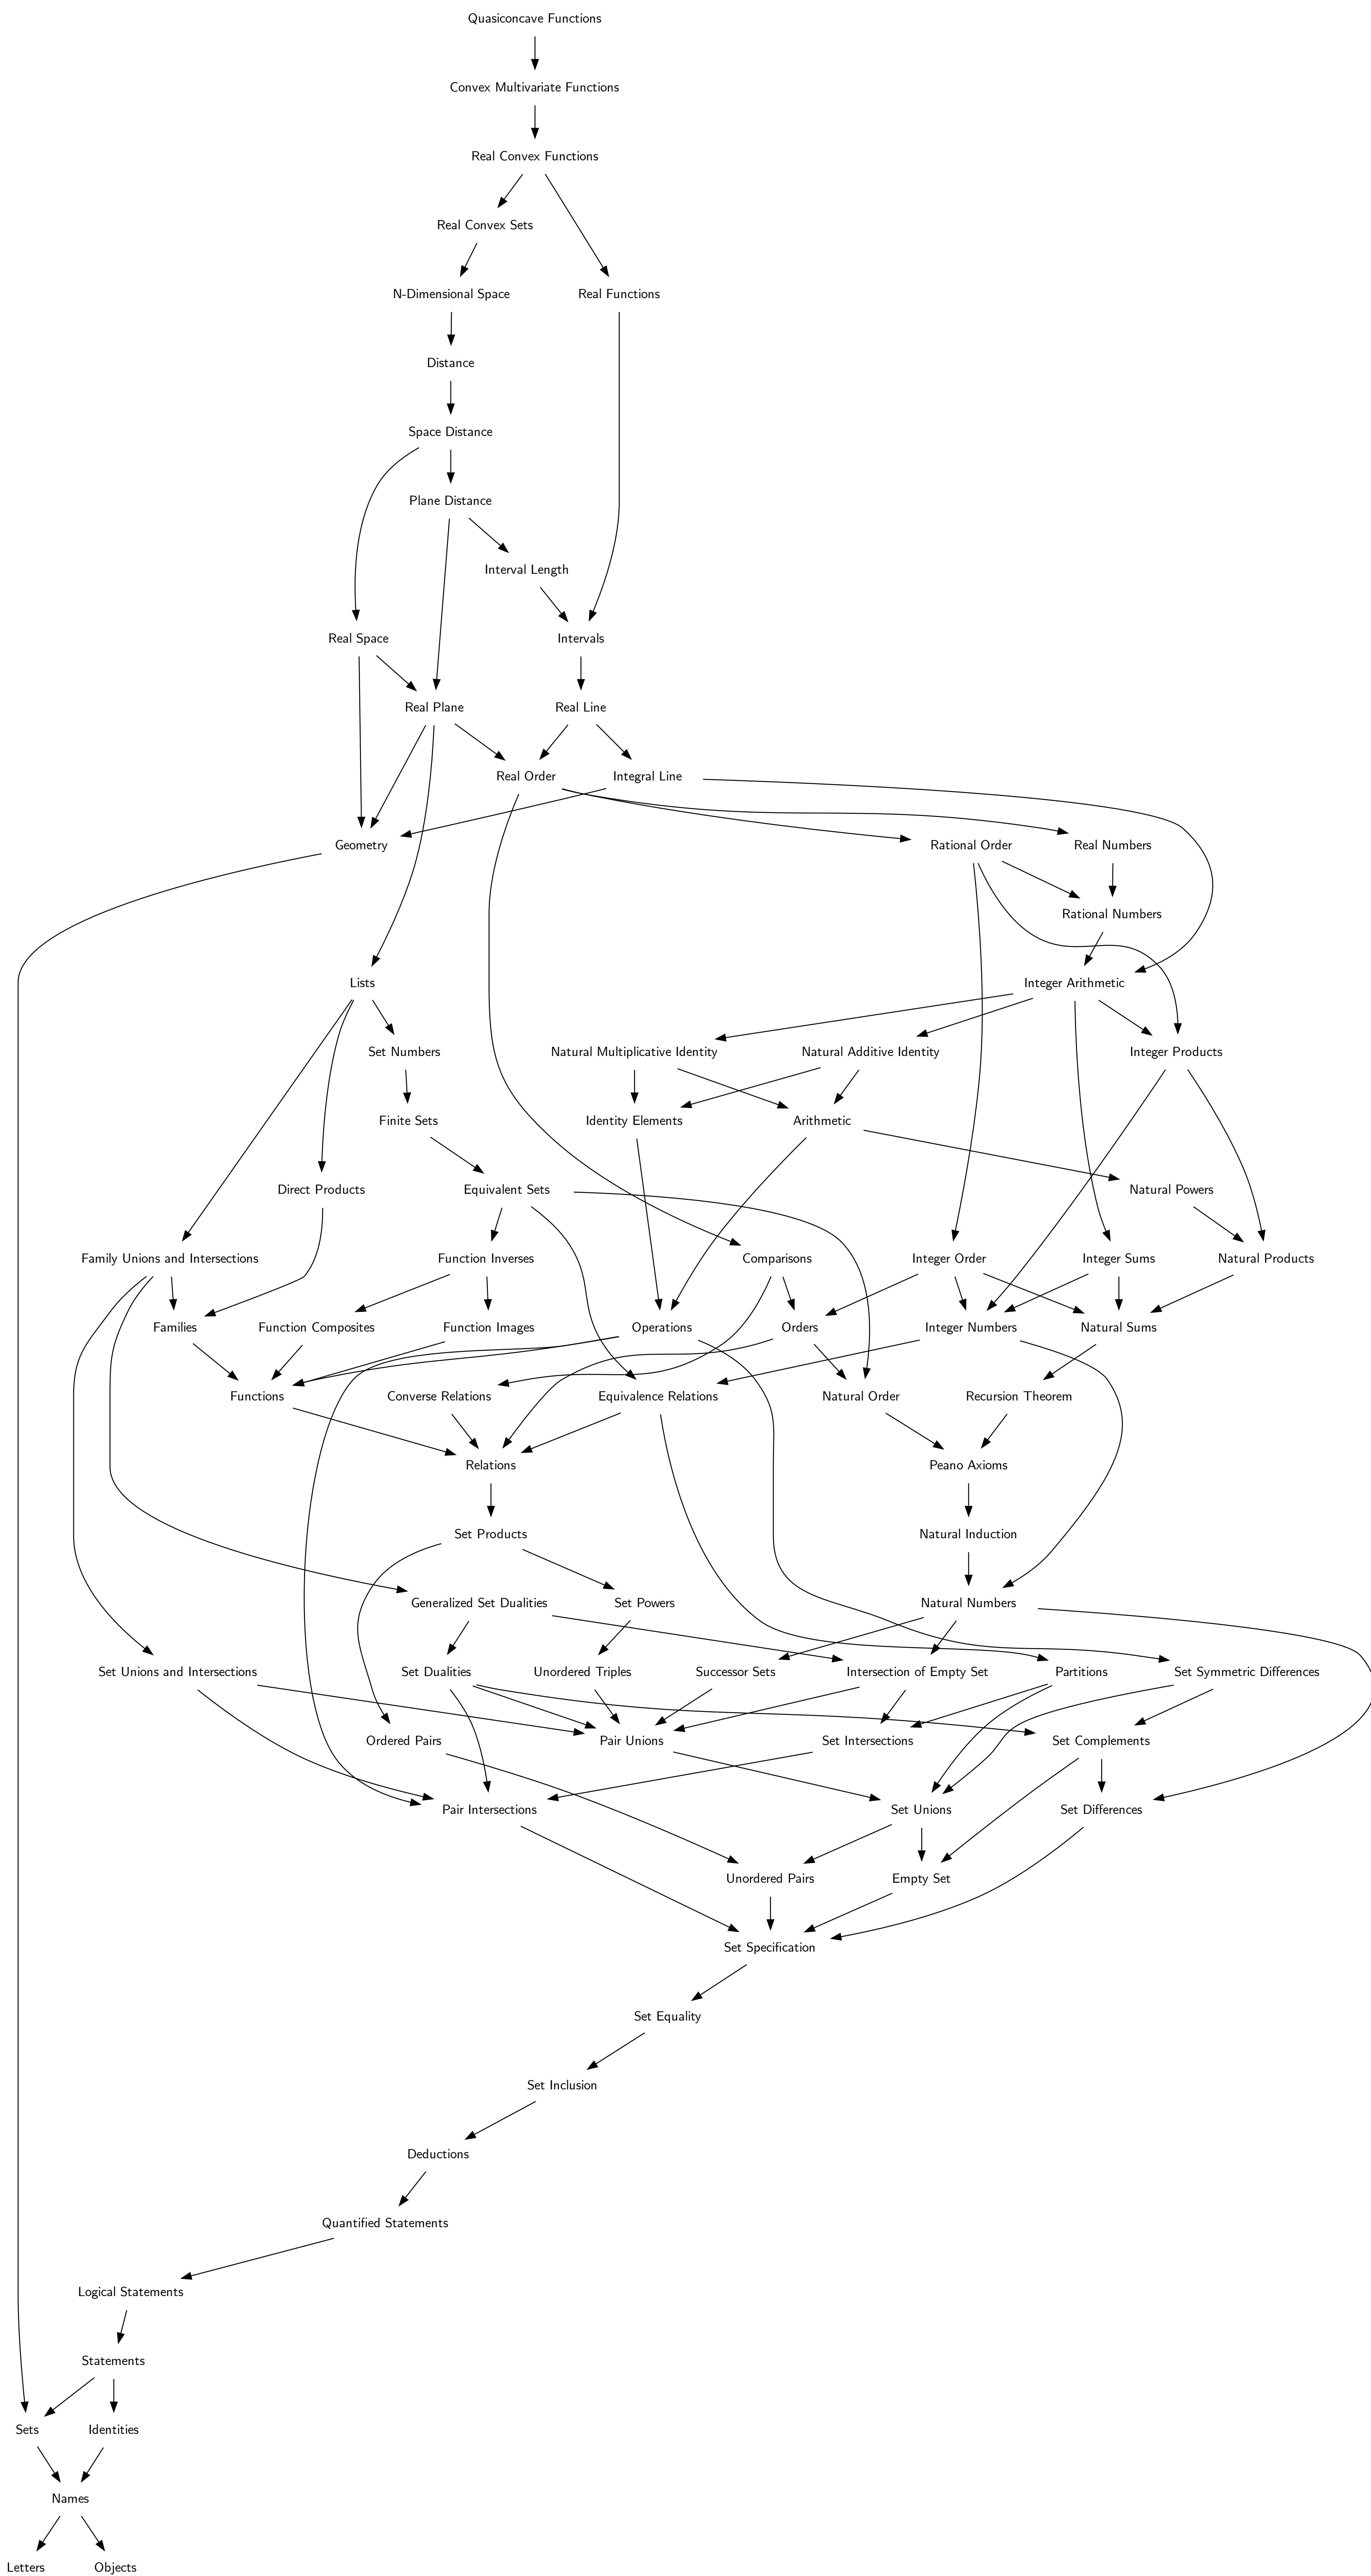 Quasiconcave Functions
Convex Multivariate Functions
Real Convex Functions
Real Convex Sets
N-Dimensional Space
Real Functions
Distance
Space Distance
Plane Distance
Interval Length
Real Space
Intervals
Real Plane
Real Line
Real Order
Integral Line
Geometry
Rational Order
Real Numbers
Rational Numbers
Lists
Integer Arithmetic
Set Numbers
Natural Multiplicative Identity
Natural Additive Identity
Integer Products
Finite Sets
Identity Elements
Arithmetic
Direct Products
Equivalent Sets
Natural Powers
Family Unions and Intersections
Function Inverses
Comparisons
Integer Order
Integer Sums
Natural Products
Families
Function Composites
Function Images
Operations
Orders
Integer Numbers
Natural Sums
Functions
Converse Relations
Equivalence Relations
Natural Order
Recursion Theorem
Relations
Peano Axioms
Set Products
Natural Induction
Generalized Set Dualities
Set Powers
Natural Numbers
Set Unions and Intersections
Set Dualities
Unordered Triples
Successor Sets
Intersection of Empty Set
Partitions
Set Symmetric Differences
Ordered Pairs
Pair Unions
Set Intersections
Set Complements
Pair Intersections
Set Unions
Set Differences
Unordered Pairs
Empty Set
Set Specification
Set Equality
Set Inclusion
Deductions
Quantified Statements
Logical Statements
Statements
Sets
Identities
Names
Letters
Objects